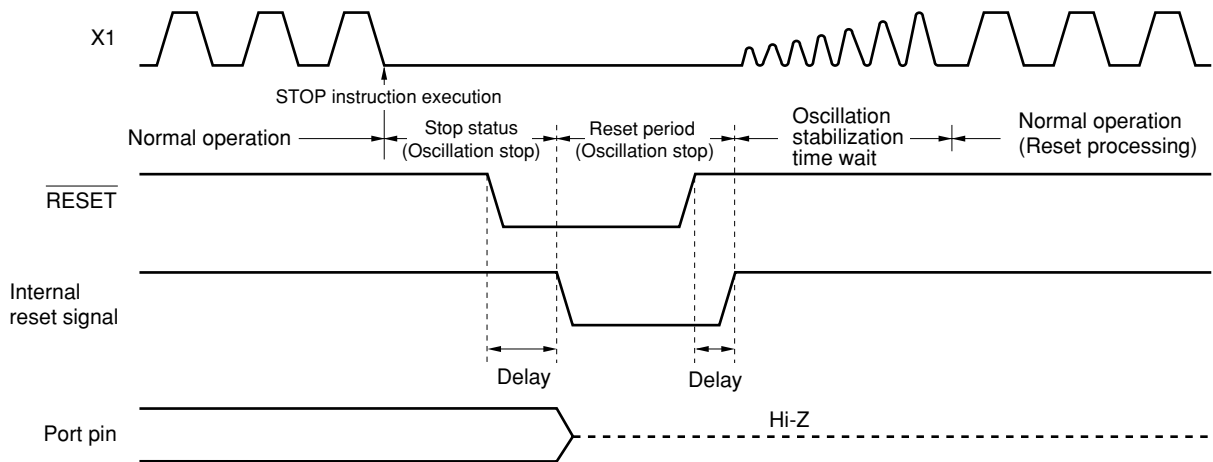 X1
STOP instruction execution
Normal operation
Stop status
(Oscillation stop)
Reset period
(Oscillation stop)
Oscillation
stabilization
time wait
Normal operation
(Reset processing)
RESET
Internal
reset signal
Delay
Delay
Port pin
Hi-Z